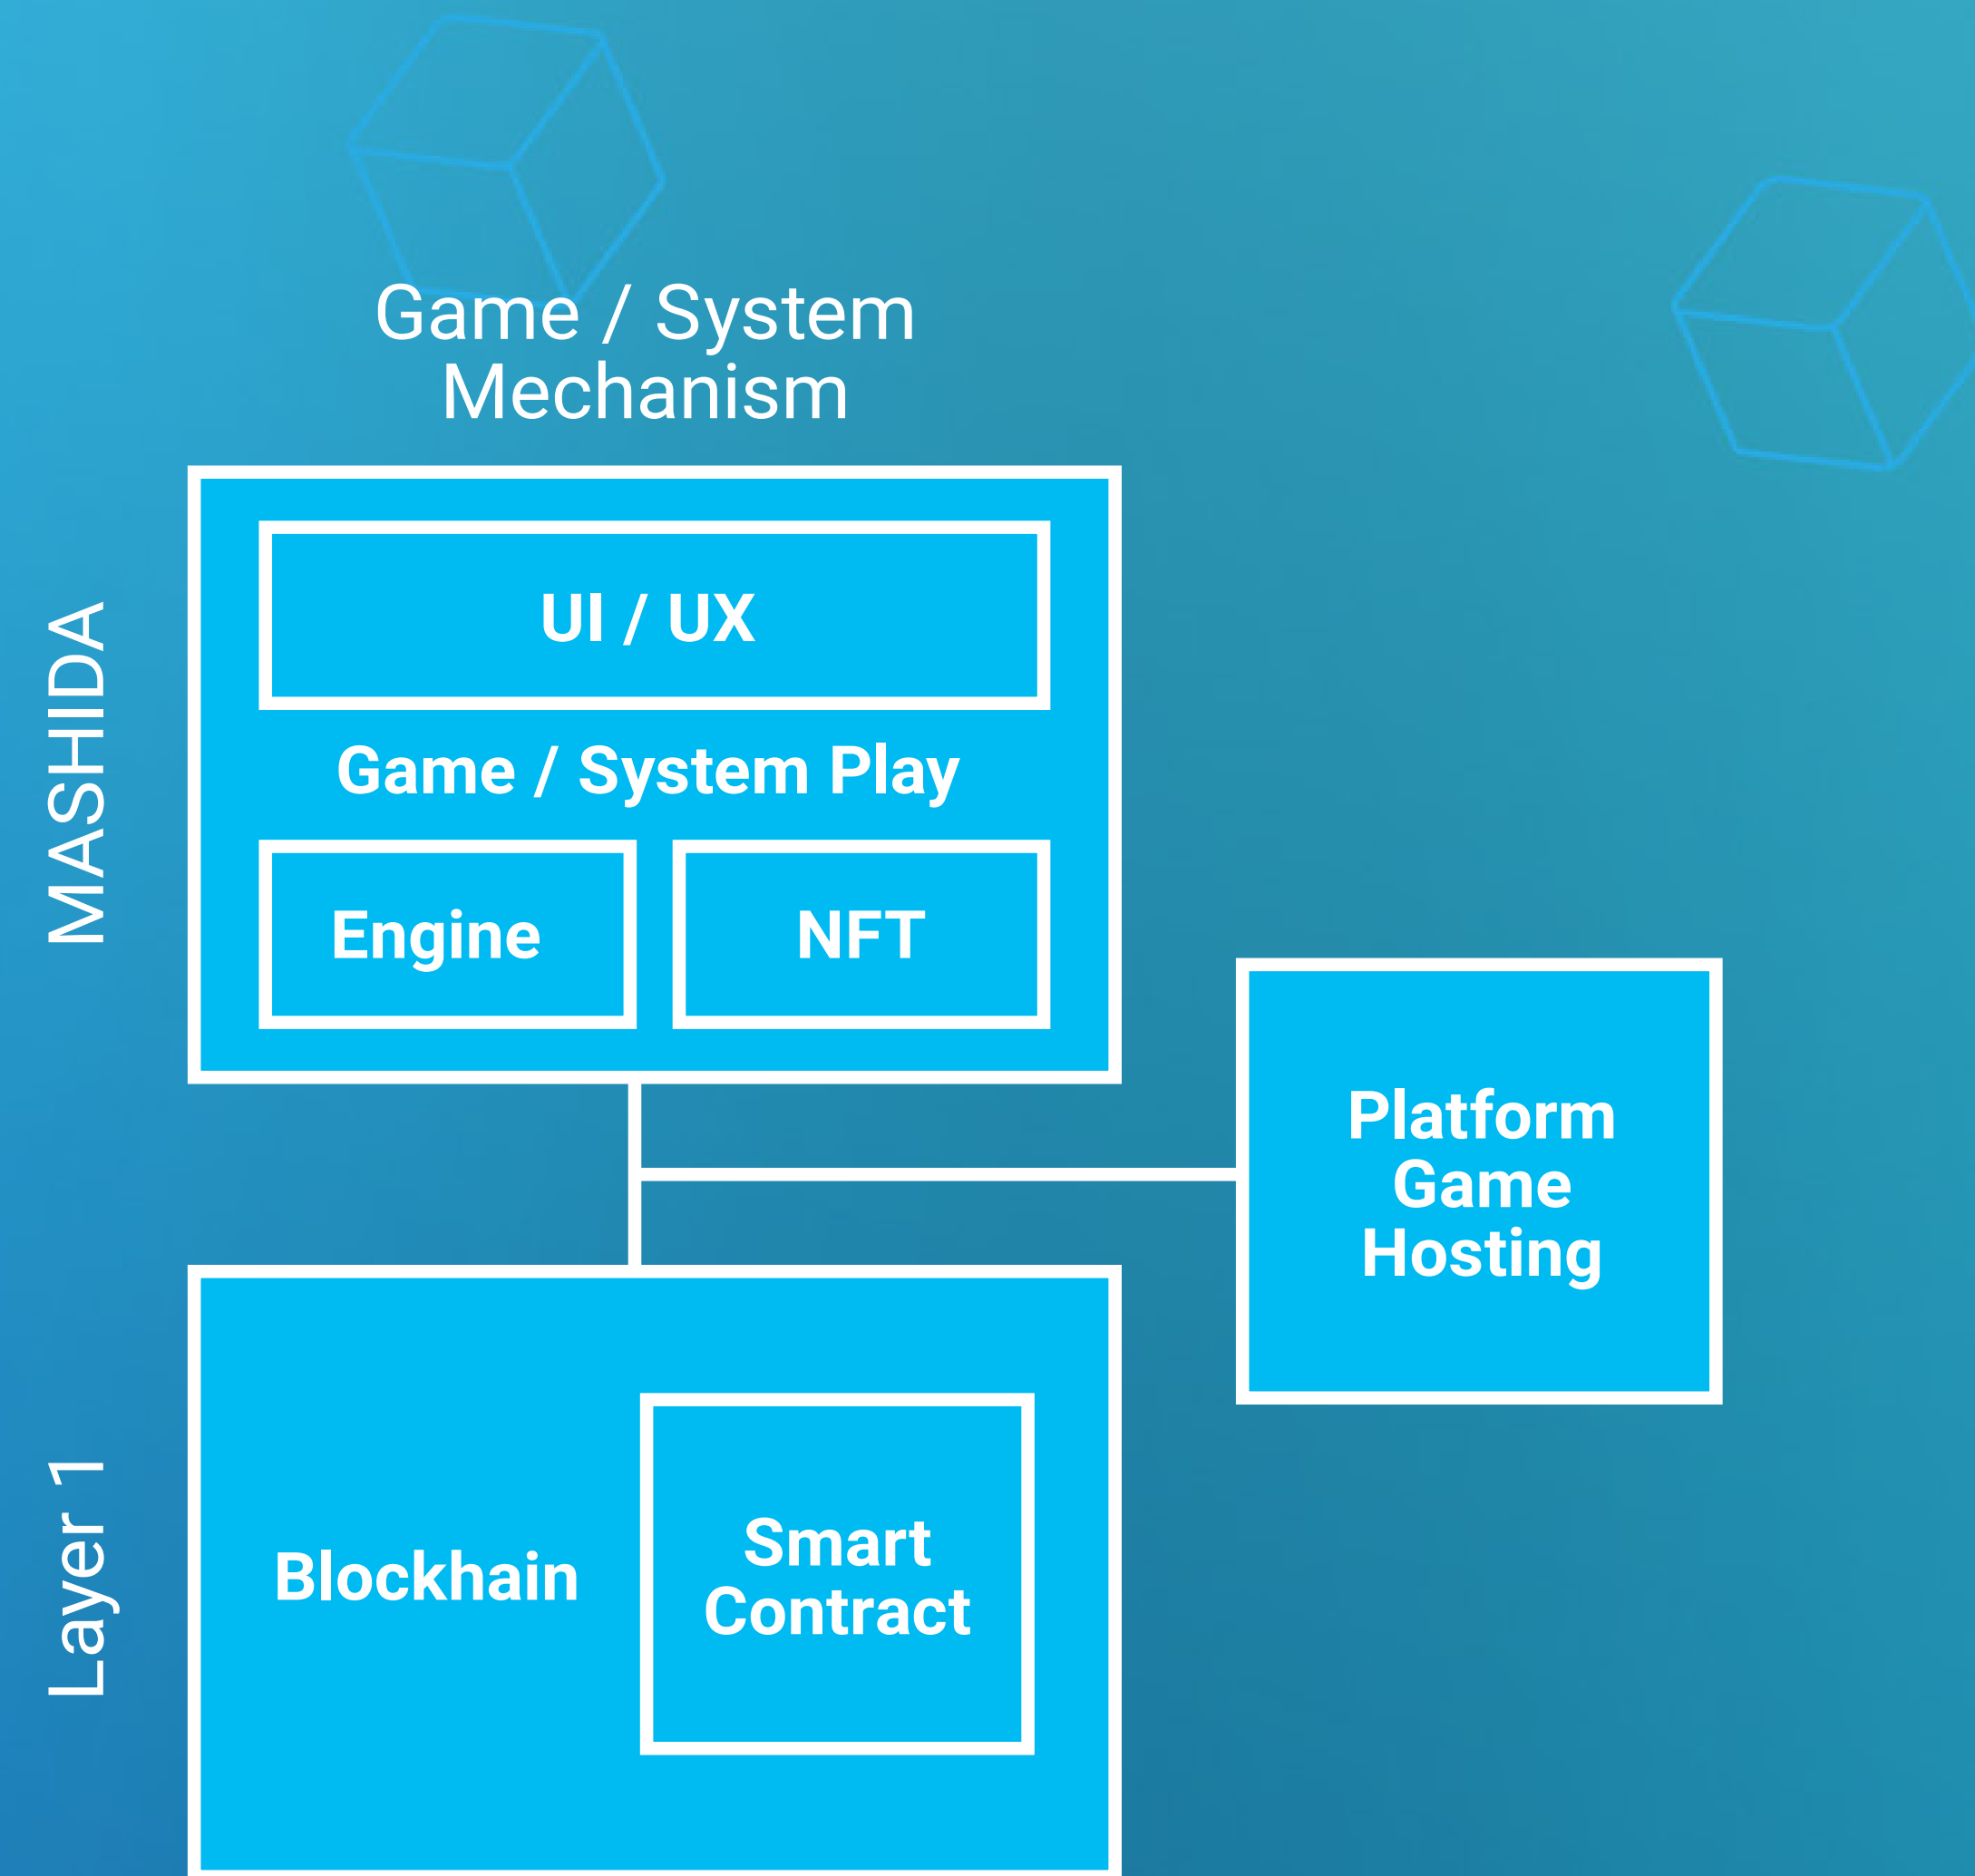 Game / System
Mechanism
MASHIDA
UI / UX
Game / System Play
Engine
NFT
Platform
Game
Hosting
Layer 1
Blockhain
Smart
Contract